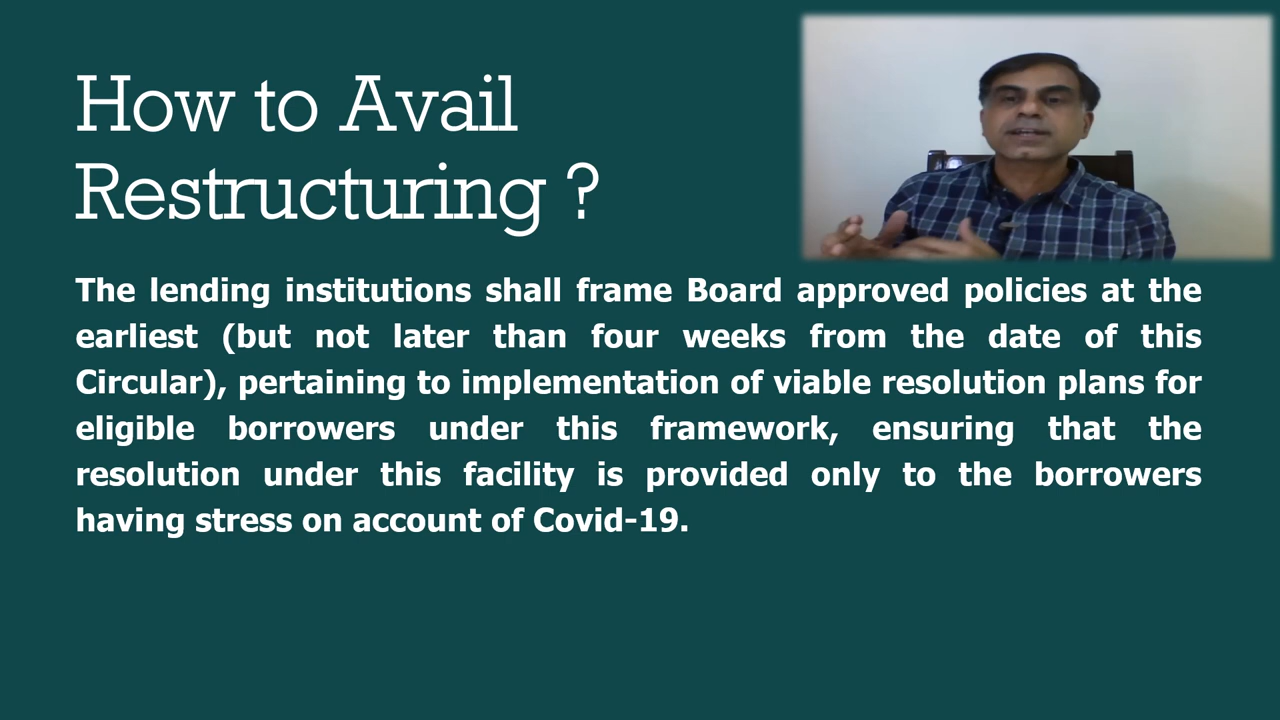 How to Avail
Restructuring ?
The lending institutions shall frame Board approved policies at the
earliest (but not later than four weeks from the date of this
Circular), pertaining to implementation of viable resolution plans for
eligible borrowers under this framework, ensuring that the
resolution under this facility is provided only to the borrowers
having stress on account of Covid-19.